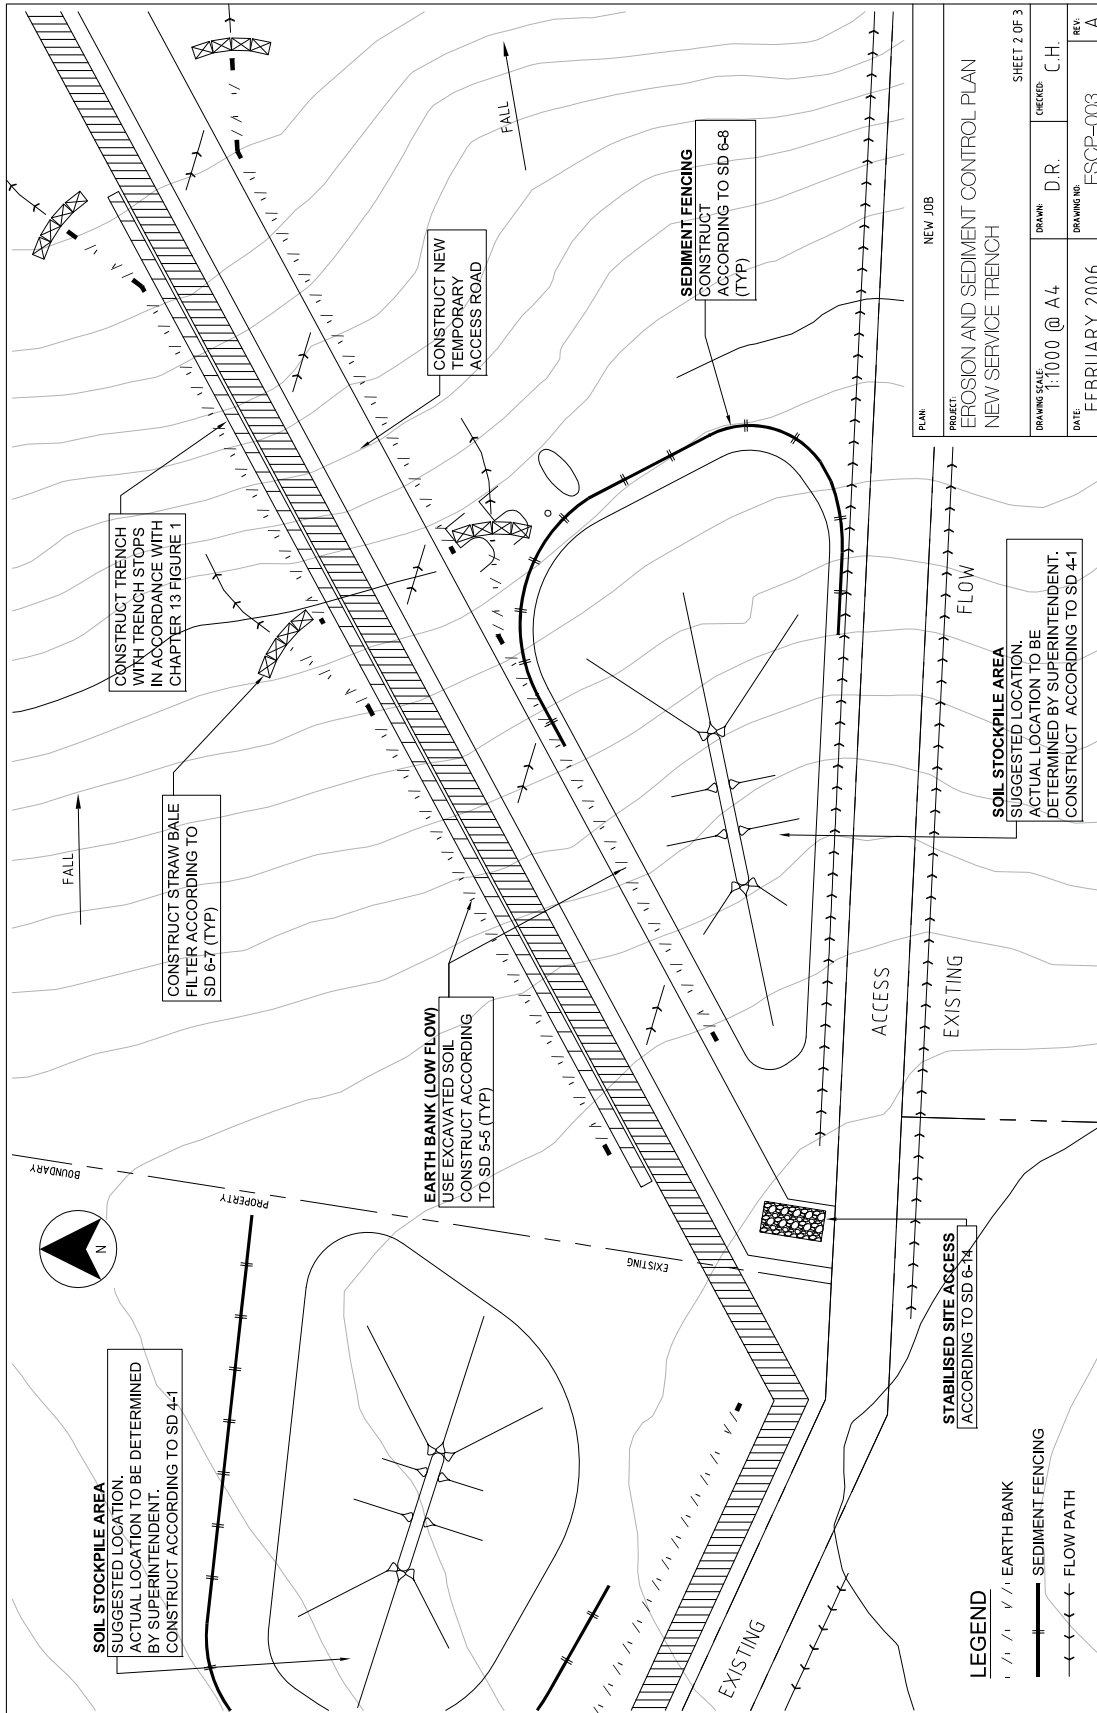 SOIL STOCKPILE AREA
SUGGESTED LOCATION.
ACTUAL LOCATION TO BE DETERMINED
BY SUPERINTENDENT.
CONSTRUCT ACCORDING TO SD 4-1
N
BOUNDARY
PROPERTY
EXISTING
FALL
CONSTRUCT STRAW BALE
FILTER ACCORDING TO
SD 6-7 (TYP)
CONSTRUCT TRENCH
WITH TRENCH STOPS
IN ACCORDANCE WITH
CHAPTER 13 FIGURE 1
EARTH BANK (LOW FLOW)
USE EXCAVATED SOIL
CONSTRUCT ACCORDING
TO SD 5-5 (TYP)
CONSTRUCT NEW
TEMPORARY
ACCESS ROAD
FALL
SEDIMENT FENCING
CONSTRUCT
ACCORDING TO SD 6-8
(TYP)
EXISTING
ACCESS
EXISTING
FLOW
STABILISED SITE ACCESS
ACCORDING TO SD 6-14
SOIL STOCKPILE AREA
SUGGESTED LOCATION.
ACTUAL LOCATION TO BE
DETERMINED BY SUPERINTENDENT.
CONSTRUCT ACCORDING TO SD 4-1
LEGEND
EARTH BANK
SEDIMENT FENCING
FLOW PATH
PLAN: NEW JOB
PROJECT:
EROSION AND SEDIMENT CONTROL PLAN
NEW SERVICE TRENCH
SHEET 2 OF 3
DRAWING SCALE: 1:1000 @ A4
DRAWN: D.R.
CHECKED: C.H.
DATE: FEBRUARY 2006
DRAWING NO: ESCP-003
REV: A